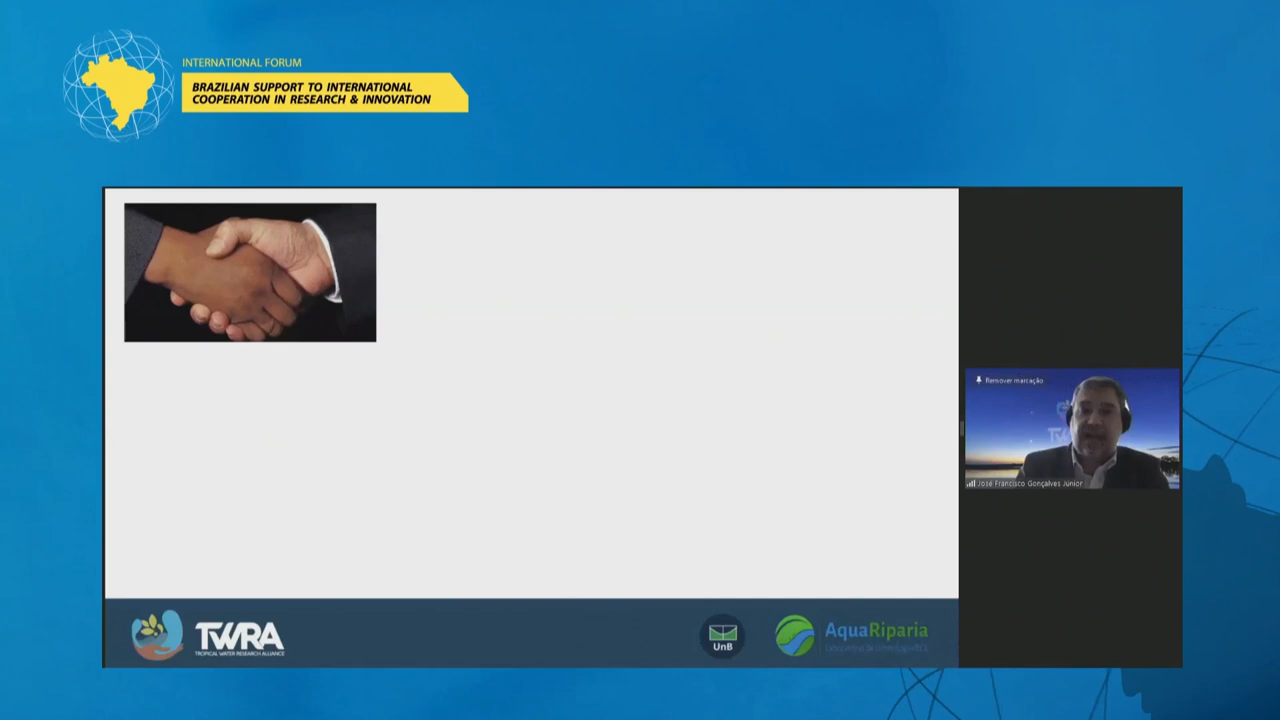 INTERNATIONAL FORUM
BRAZILIAN SUPPORT TO INTERNATIONAL
COOPERATION IN RESEARCH & INNOVATION
Remover marcação
José Francisco Gonçalves Júnior
TWRA
TROPICAL WATER RESEARCH ALLIANCE
UnB
AquaRiparia